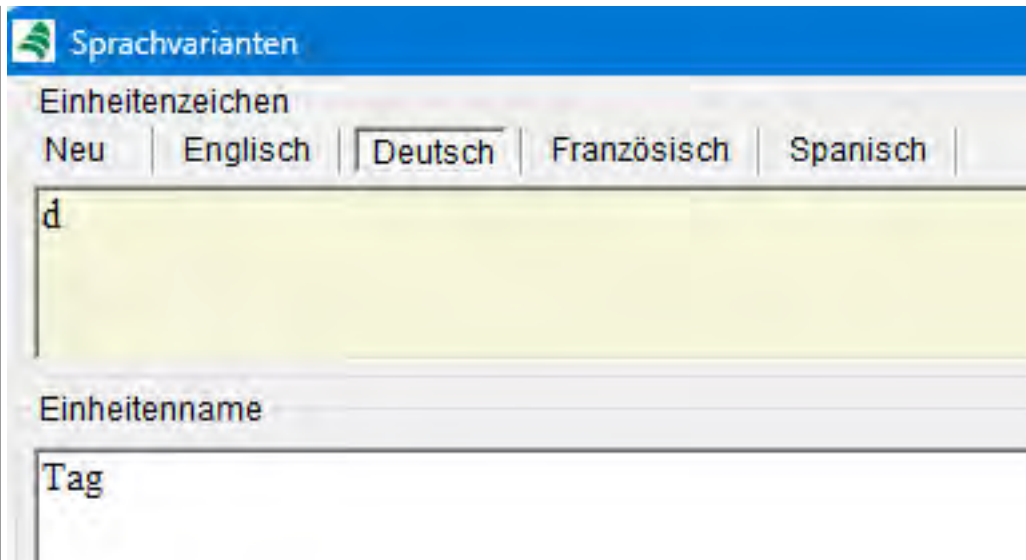 Sprachvarianten
Einheitenzeichen
Neu Englisch Deutsch Französisch Spanisch
d
Einheitenname
Tag